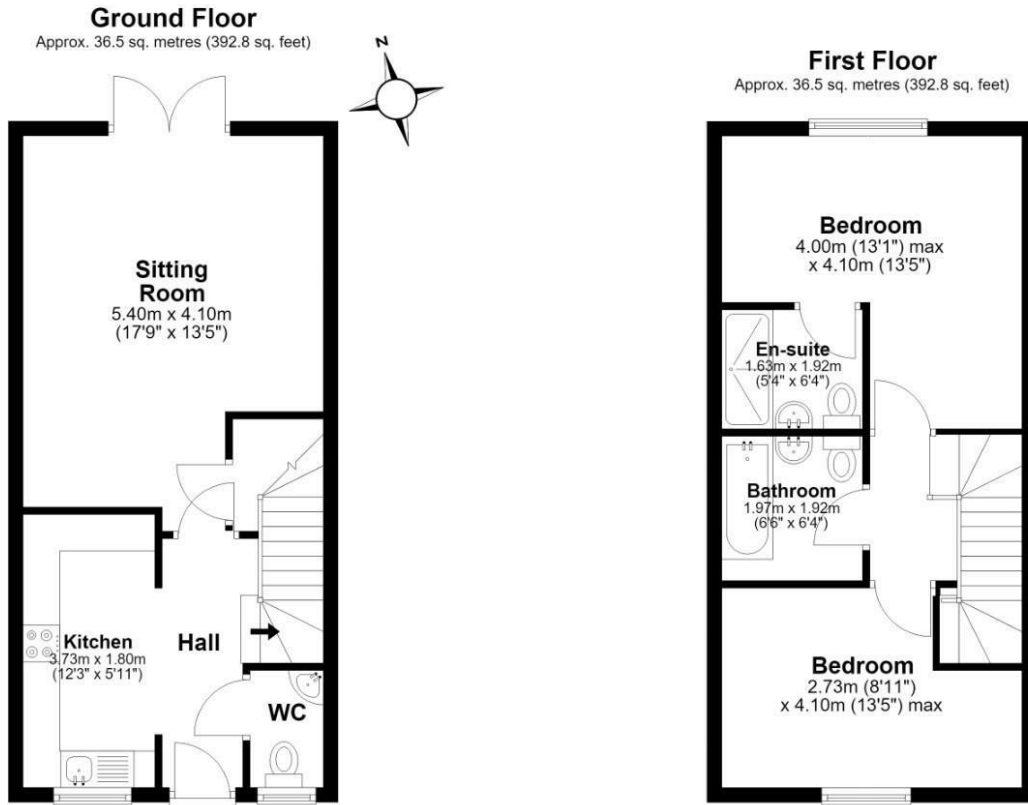 Ground Floor
Approx. 36.5 sq. metres (392.8 sq. feet)
N
Sitting
Room
5.40m x 4.10m
(17'9" x 13'5")
Kitchen
3.73m x 1.80m
(12'3" x 5'11")
Hall
WC
First Floor
Approx. 36.5 sq. metres (392.8 sq. feet)
Bedroom
4.00m (13'1") max
x 4.10m (13'5")
En-suite
1.63m x 1.92m
(5'4" x 6'4")
Bathroom
1.97m x 1.92m
(6'6" x 6'4")
Bedroom
2.73m (8'11")
x 4.10m (13'5") max